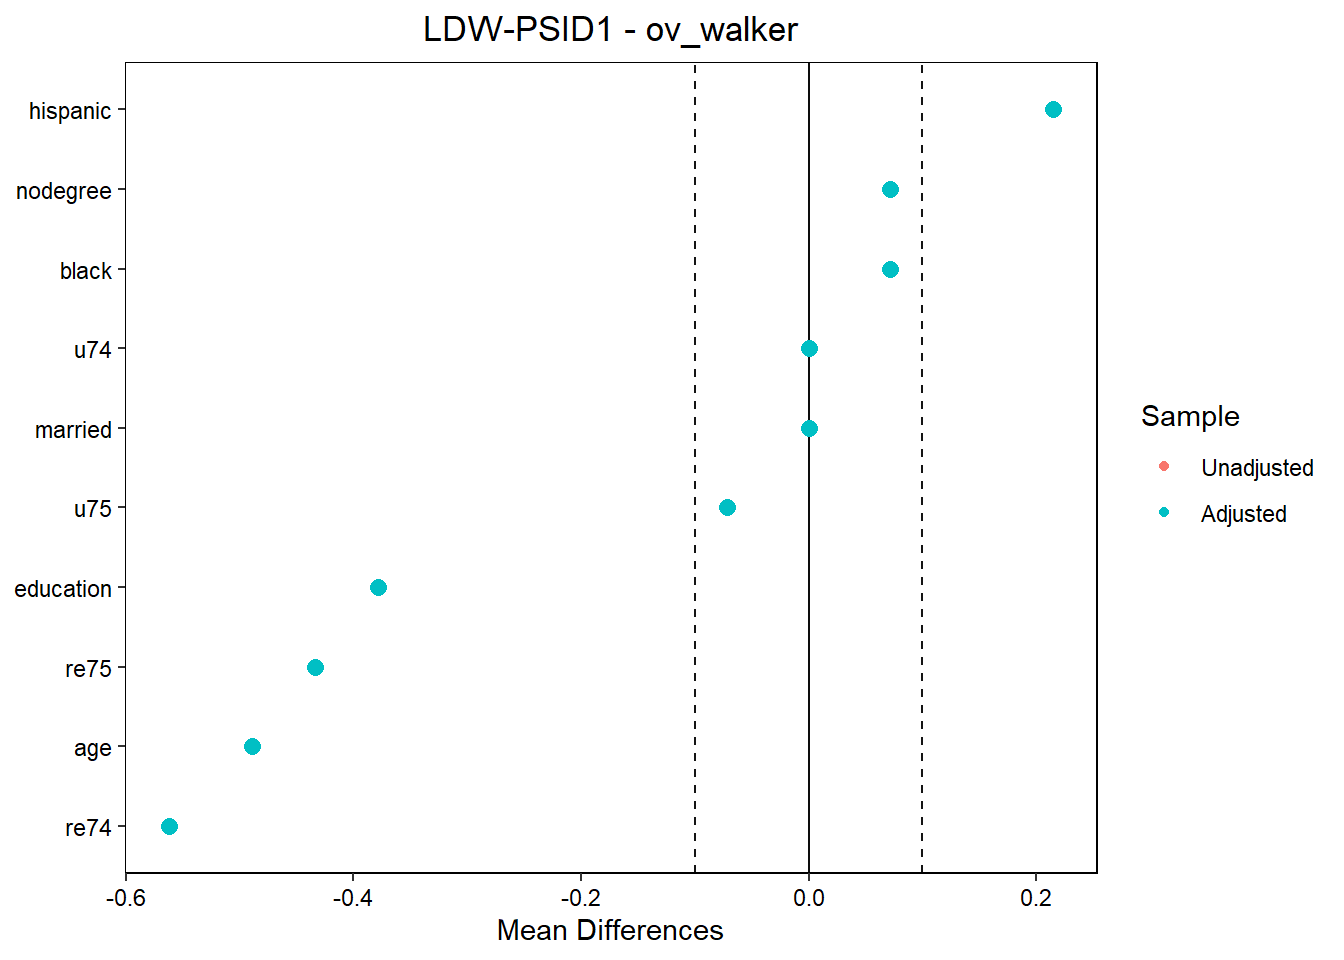 LDW-PSID1 - ov_walker
hispanic
nodegree
black
u74
married
u75
education
re75
age
re74
-0.6 -0.4 -0.2 0.0 0.2
Mean Differences
Sample
Unadjusted
Adjusted